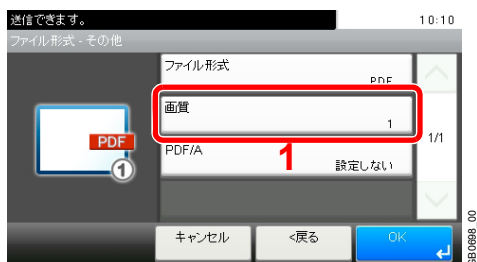 送信できます。 10:10
ファイル形式 - その他
ファイル形式
PDF
画質
1
PDF/A
設定しない
1
PDF
1
1/1
キャンセル
<戻る
OK
GB0698_00